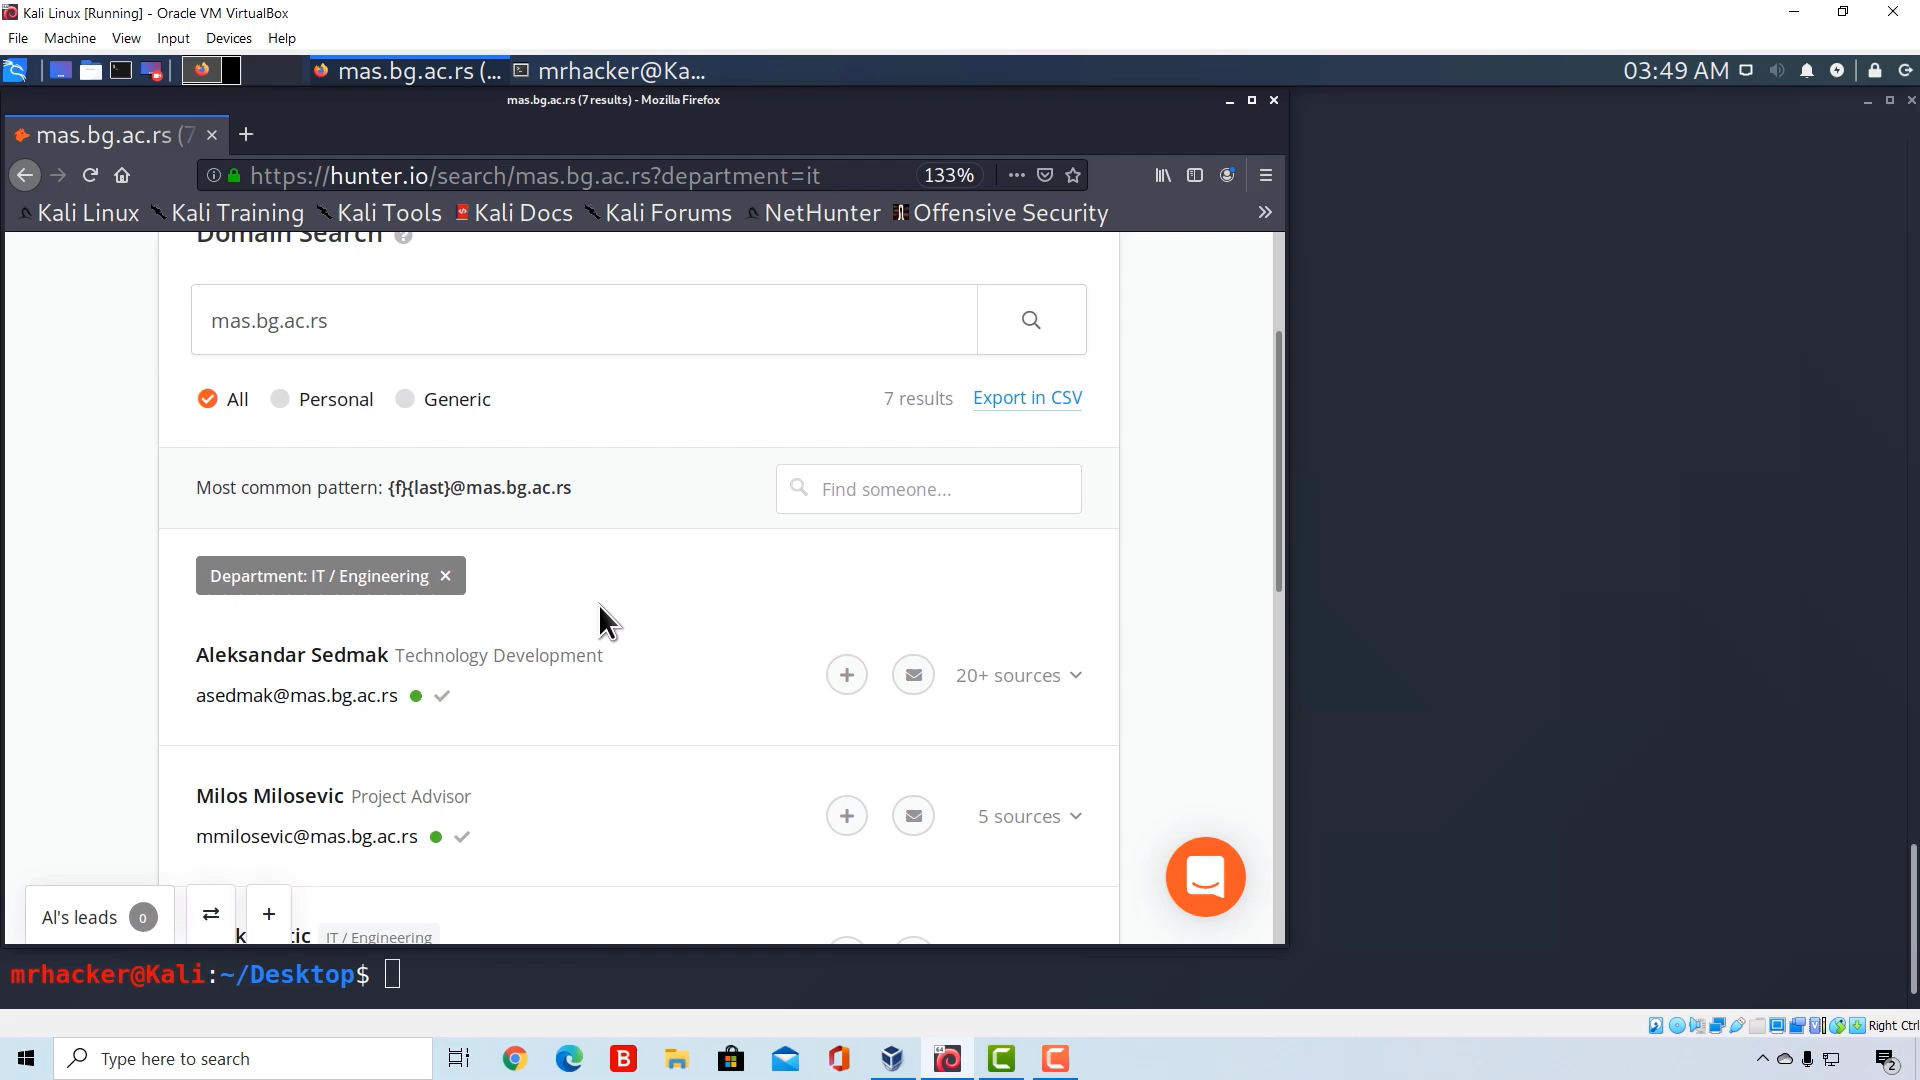 Kali Linux [Running] - Oracle VM VirtualBox
File Machine View Input Devices Help
mas.bg.ac.rs (... mrhacker@Ka... 03:49 AM
mas.bg.ac.rs (7 results) - Mozilla Firefox
mas.bg.ac.rs (7
https://hunter.io/search/mas.bg.ac.rs?department=it 133%
Kali Linux Kali Training Kali Tools Kali Docs Kali Forums NetHunter Offensive Security
Domain Search ?
mas.bg.ac.rs
All Personal Generic 7 results Export in CSV
Most common pattern: {f}{last}@mas.bg.ac.rs Find someone...
Department: IT / Engineering
Aleksandar Sedmak Technology Development
asedmak@mas.bg.ac.rs
20+ sources
Milos Milosevic Project Advisor
mmilosevic@mas.bg.ac.rs
5 sources
Al's leads 0
IT / Engineering
mrhacker@Kali:~/Desktop$
Right Ctrl
Type here to search
2